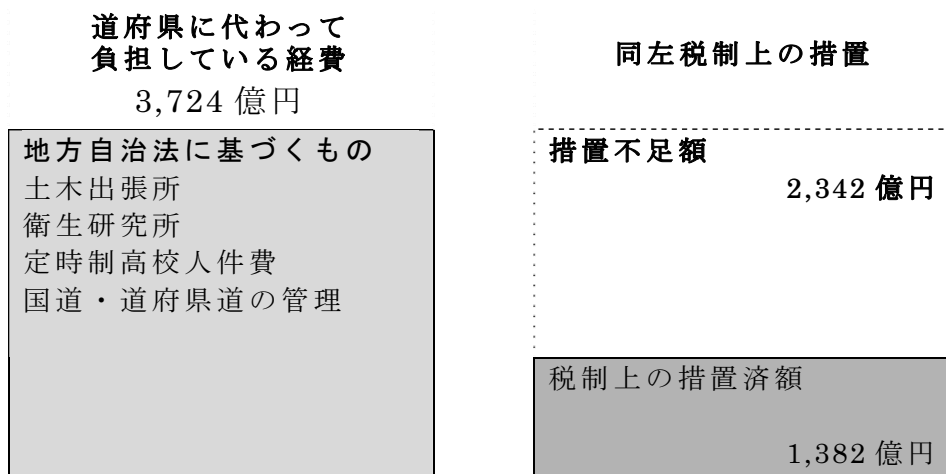 道府県に代わって
負担している経費
3,724 億円
地方自治法に基づくもの
土木出張所
衛生研究所
定時制高校人件費
国道・道府県道の管理
同左税制上の措置
措置不足額
2,342 億円
税制上の措置済額
1,382 億円